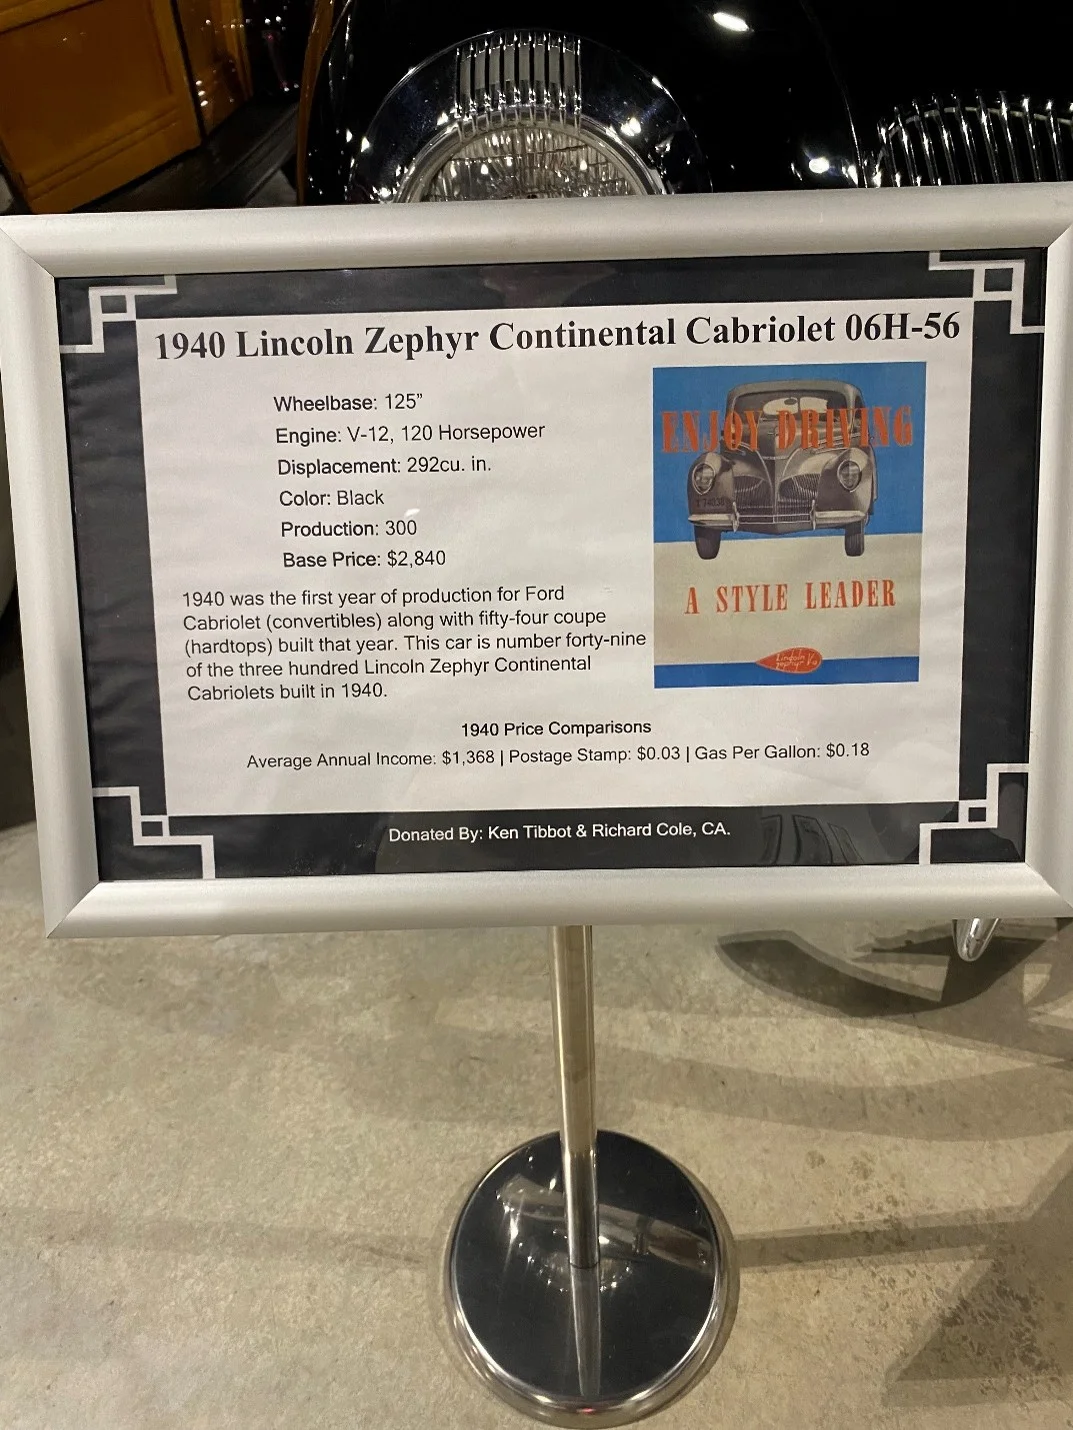 1940 Lincoln Zephyr Continental Cabriolet 06H-56
Wheelbase: 125”
Engine: V-12, 120 Horsepower
Displacement: 292cu. in.
Color: Black
Production: 300
Base Price: $2,840
1940 was the first year of production for Ford
Cabriolet (convertibles) along with fifty-four coupe
(hardtops) built that year. This car is number forty-nine
of the three hundred Lincoln Zephyr Continental
Cabriolets built in 1940.
ENJOY DRIVING
A STYLE LEADER
Lincoln
Zephyr V12
1940 Price Comparisons
Average Annual Income: $1,368 | Postage Stamp: $0.03 | Gas Per Gallon: $0.18
Donated By: Ken Tibbot & Richard Cole, CA.